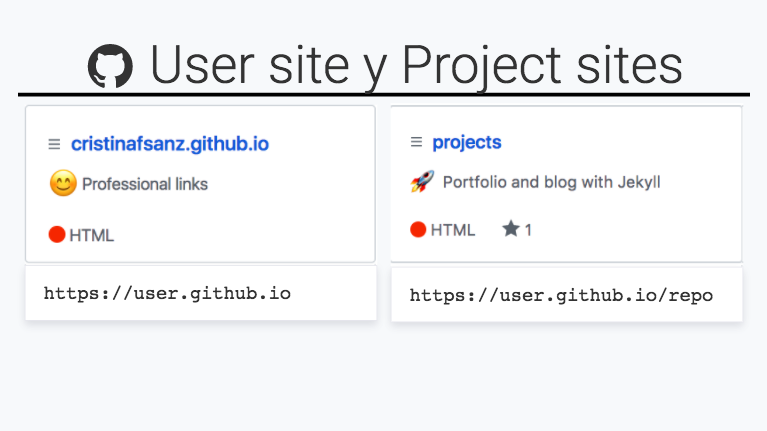 User site y Project sites
cristinafsanz.github.io
😊 Professional links
HTML
https://user.github.io
projects
🚀 Portfolio and blog with Jekyll
HTML ★ 1
https://user.github.io/repo